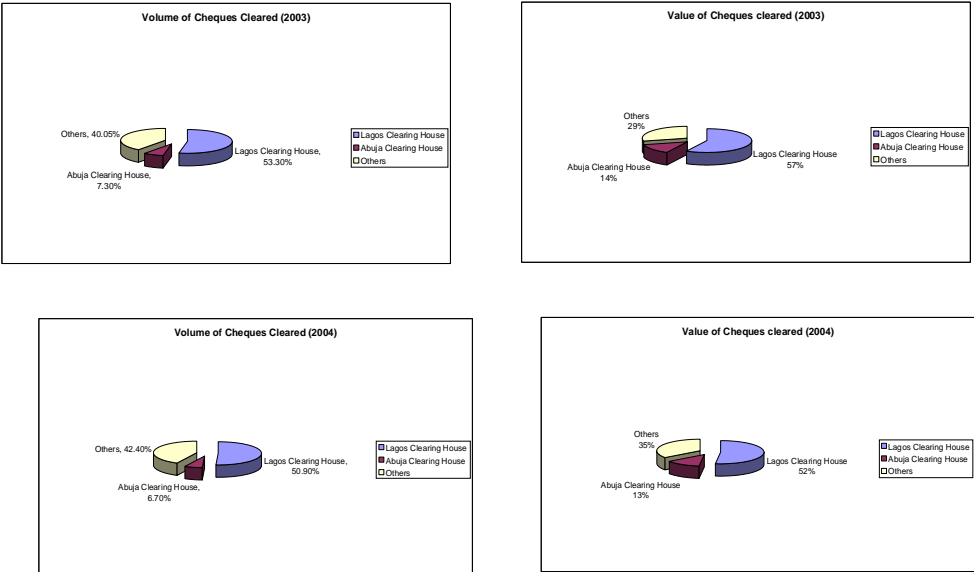 Volume of Cheques Cleared (2003)
Others, 40.05%
Lagos Clearing House,
53.30%
Abuja Clearing House,
7.30%
Lagos Clearing House
Abuja Clearing House
Others
Value of Cheques cleared (2003)
Others
29%
Lagos Clearing House
57%
Abuja Clearing House
14%
Lagos Clearing House
Abuja Clearing House
Others
Volume of Cheques Cleared (2004)
Others, 42.40%
Lagos Clearing House,
50.90%
Abuja Clearing House,
6.70%
Lagos Clearing House
Abuja Clearing House
Others
Value of Cheques cleared (2004)
Others
35%
Lagos Clearing House
52%
Abuja Clearing House
13%
Lagos Clearing House
Abuja Clearing House
Others